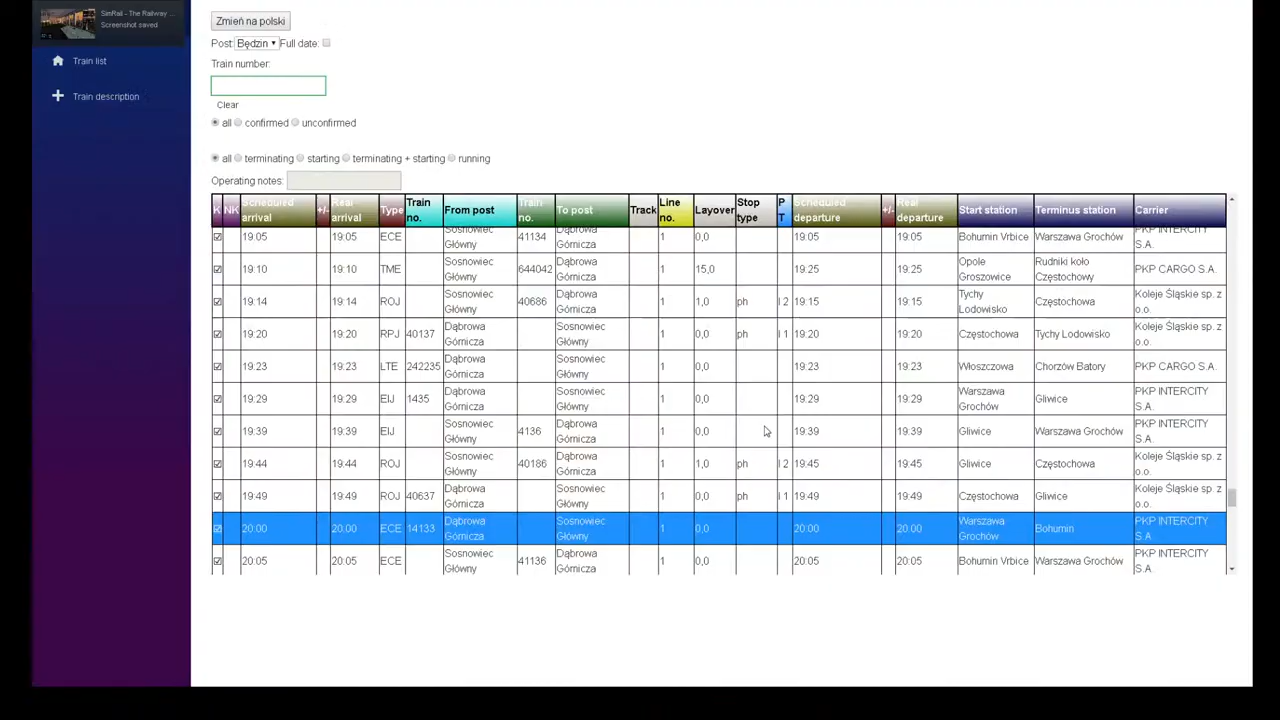 SimRail - The Railway ...
Screenshot saved
Train list
Train description
Zmień na polski
Post: Będzin Full date:
Train number:
Clear
all confirmed unconfirmed
all terminating starting terminating + starting running
Operating notes:
K NK Scheduled arrival +/- Real arrival Type Train no. From post Train no. To post Track Line no. Layover Stop type P T Scheduled departure +/- Real departure Start station Terminus station Carrier
19:05 19:05 ECE Sosnowiec Główny 41134 Dąbrowa Górnicza 1 0,0 19:05 19:05 Bohumin Vrbice Warszawa Grochów PKP INTERCITY S.A.
19:10 19:10 TME Sosnowiec Główny 644042 Dąbrowa Górnicza 1 15,0 19:25 19:25 Opole Groszowice Rudniki koło Częstochowy PKP CARGO S.A.
19:14 19:14 ROJ Sosnowiec Główny 40686 Dąbrowa Górnicza 1 1,0 ph I 2 19:15 19:15 Tychy Lodowisko Częstochowa Koleje Śląskie sp. z o.o.
19:20 19:20 RPJ 40137 Dąbrowa Górnicza Sosnowiec Główny 1 0,0 ph I 1 19:20 19:20 Częstochowa Tychy Lodowisko Koleje Śląskie sp. z o.o.
19:23 19:23 LTE 242235 Dąbrowa Górnicza Sosnowiec Główny 1 0,0 19:23 19:23 Włoszczowa Chorzów Batory PKP CARGO S.A.
19:29 19:29 EIJ 1435 Dąbrowa Górnicza Sosnowiec Główny 1 0,0 19:29 19:29 Warszawa Grochów Gliwice PKP INTERCITY S.A.
19:39 19:39 EIJ Sosnowiec Główny 4136 Dąbrowa Górnicza 1 0,0 19:39 19:39 Gliwice Warszawa Grochów PKP INTERCITY S.A.
19:44 19:44 ROJ Sosnowiec Główny 40186 Dąbrowa Górnicza 1 1,0 ph I 2 19:45 19:45 Gliwice Częstochowa Koleje Śląskie sp. z o.o.
19:49 19:49 ROJ 40637 Dąbrowa Górnicza Sosnowiec Główny 1 0,0 ph I 1 19:49 19:49 Częstochowa Gliwice Koleje Śląskie sp. z o.o.
20:00 20:00 ECE 14133 Dąbrowa Górnicza Sosnowiec Główny 1 0,0 20:00 20:00 Warszawa Grochów Bohumin PKP INTERCITY S.A.
20:05 20:05 ECE Sosnowiec Główny 41136 Dąbrowa Górnicza 1 0,0 20:05 20:05 Bohumin Vrbice Warszawa Grochów PKP INTERCITY S.A.